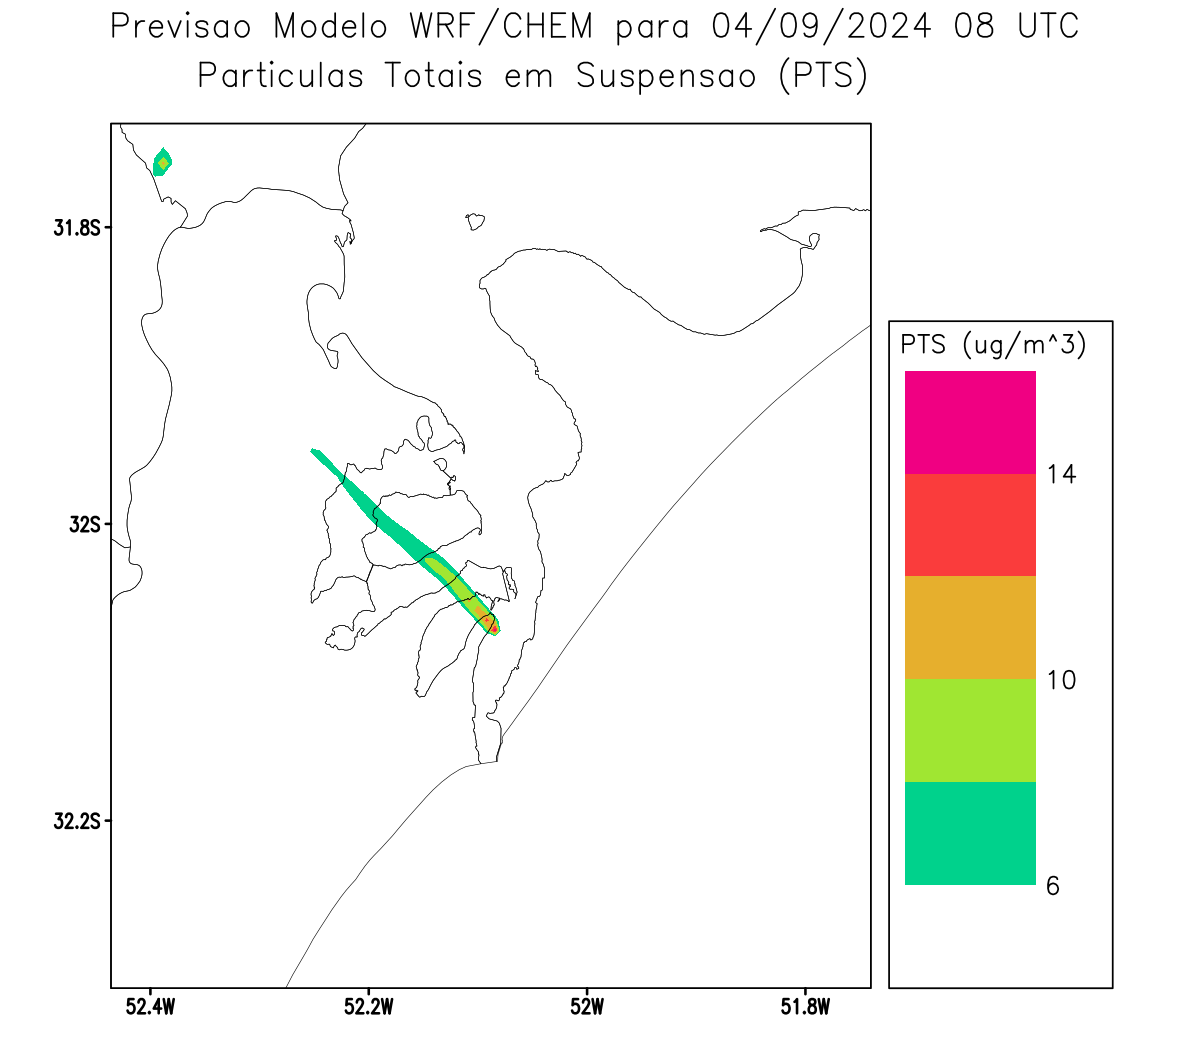 Previsao Modelo WRF/CHEM para 04/09/2024 08 UTC
Particulas Totais em Suspensao (PTS)
31.8S
32S
32.2S
52.4W
52.2W
52W
51.8W
PTS (ug/m^3)
14
10
6